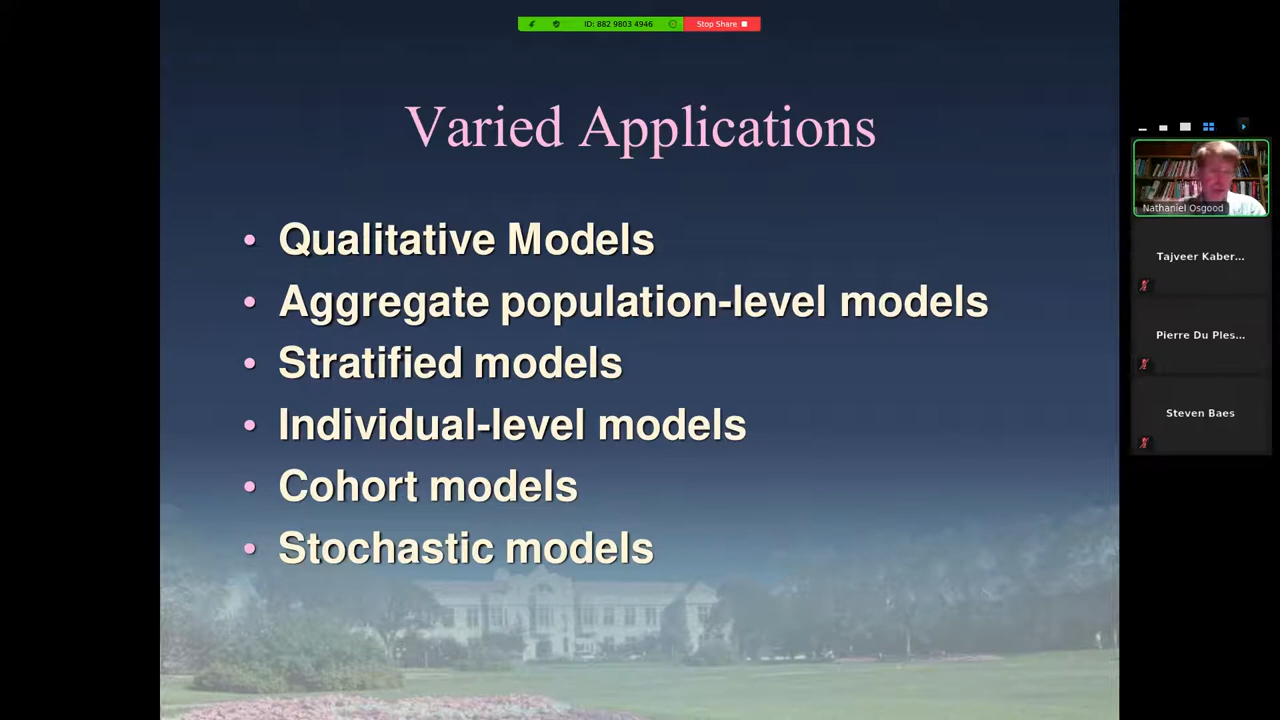 ID: 882 9803 4946
Stop Share
Varied Applications
• Qualitative Models
• Aggregate population-level models
• Stratified models
• Individual-level models
• Cohort models
• Stochastic models
Nathaniel Osgood
Tajveer Kaber...
Pierre Du Ples...
Steven Baes